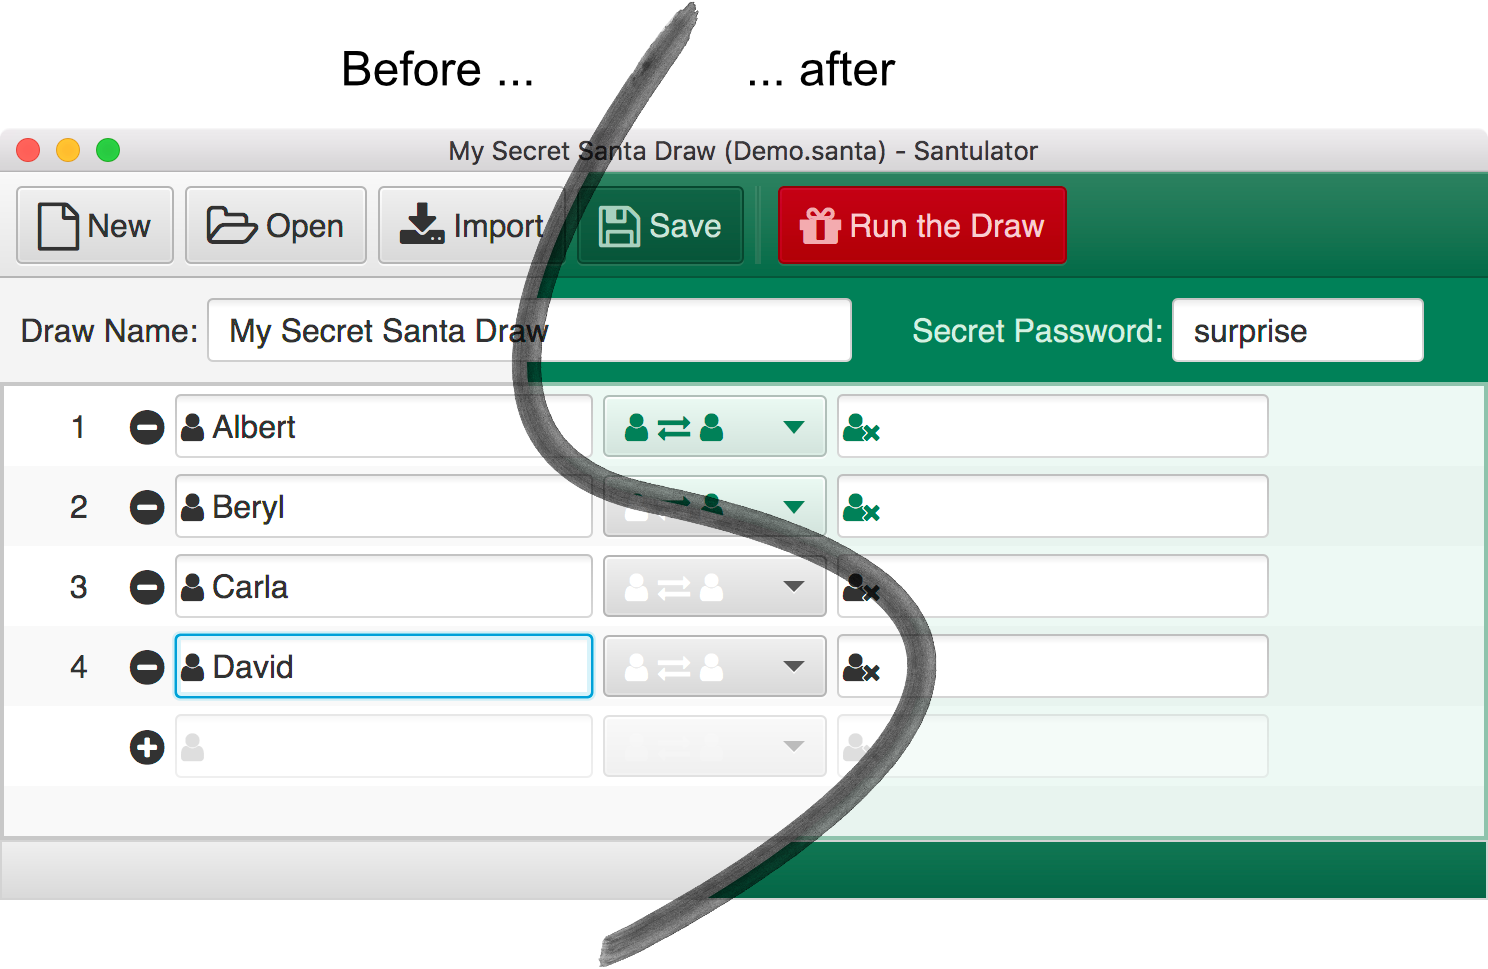 Before ... ... after
My Secret Santa Draw (Demo.santa) - Santulator
New Open Import Save Run the Draw
Draw Name: My Secret Santa Draw Secret Password: surprise
1 Albert
2 Beryl
3 Carla
4 David